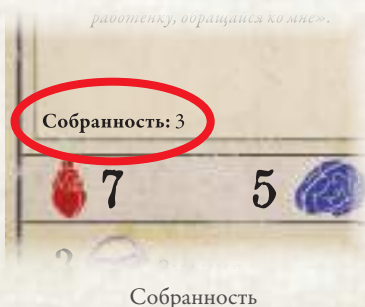 работенку, обращайся ко мне».
Собранность: 3
7 5
Собранность